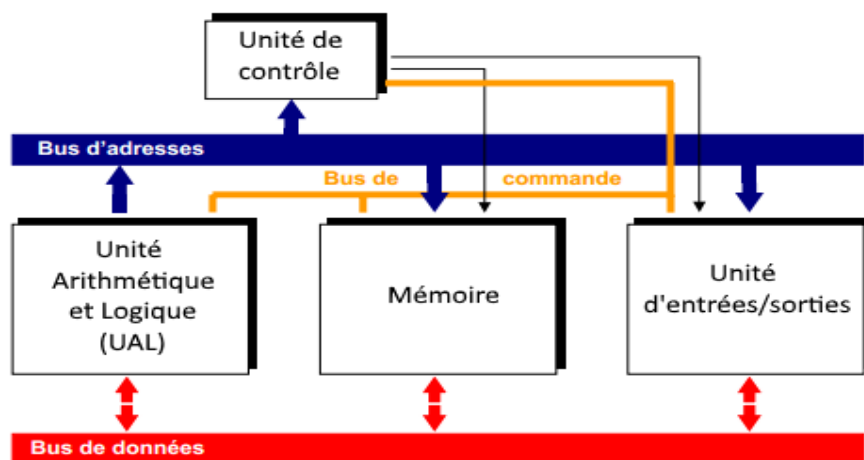 Unité de
contrôle
Bus d'adresses
Bus de commande
Unité
Arithmétique
et Logique
(UAL)
Mémoire
Unité
d'entrées/sorties
Bus de données